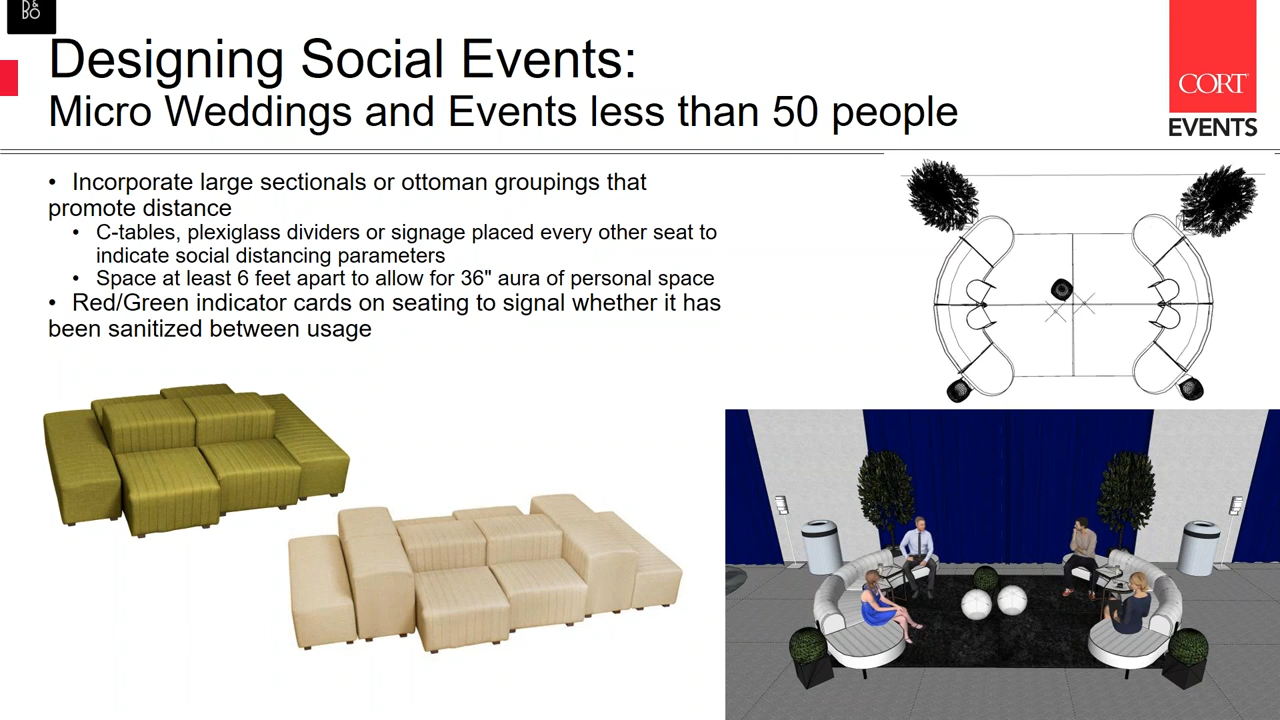 D&
BO
Designing Social Events:
Micro Weddings and Events less than 50 people
CORT
EVENTS
• Incorporate large sectionals or ottoman groupings that
promote distance
• C-tables, plexiglass dividers or signage placed every other seat to
indicate social distancing parameters
• Space at least 6 feet apart to allow for 36" aura of personal space
• Red/Green indicator cards on seating to signal whether it has
been sanitized between usage